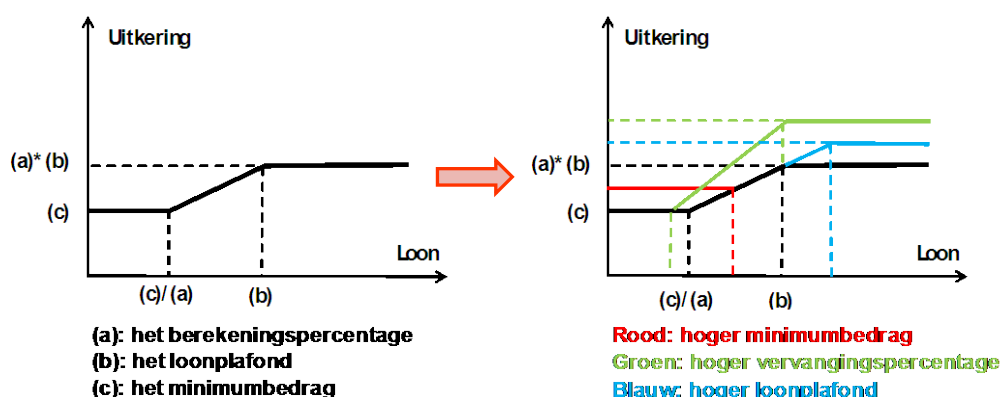 Uitkering
(a)* (b)
(c)
Loon
(c)/ (a)
(b)
(a): het berekeningspercentage
(b): het loonplafond
(c): het minimumbedrag
Uitkering
(a)* (b)
(c)
Loon
(c)/ (a)
(b)
Rood: hoger minimumbedrag
Groen: hoger vervangingspercentage
Blauw: hoger loonplafond